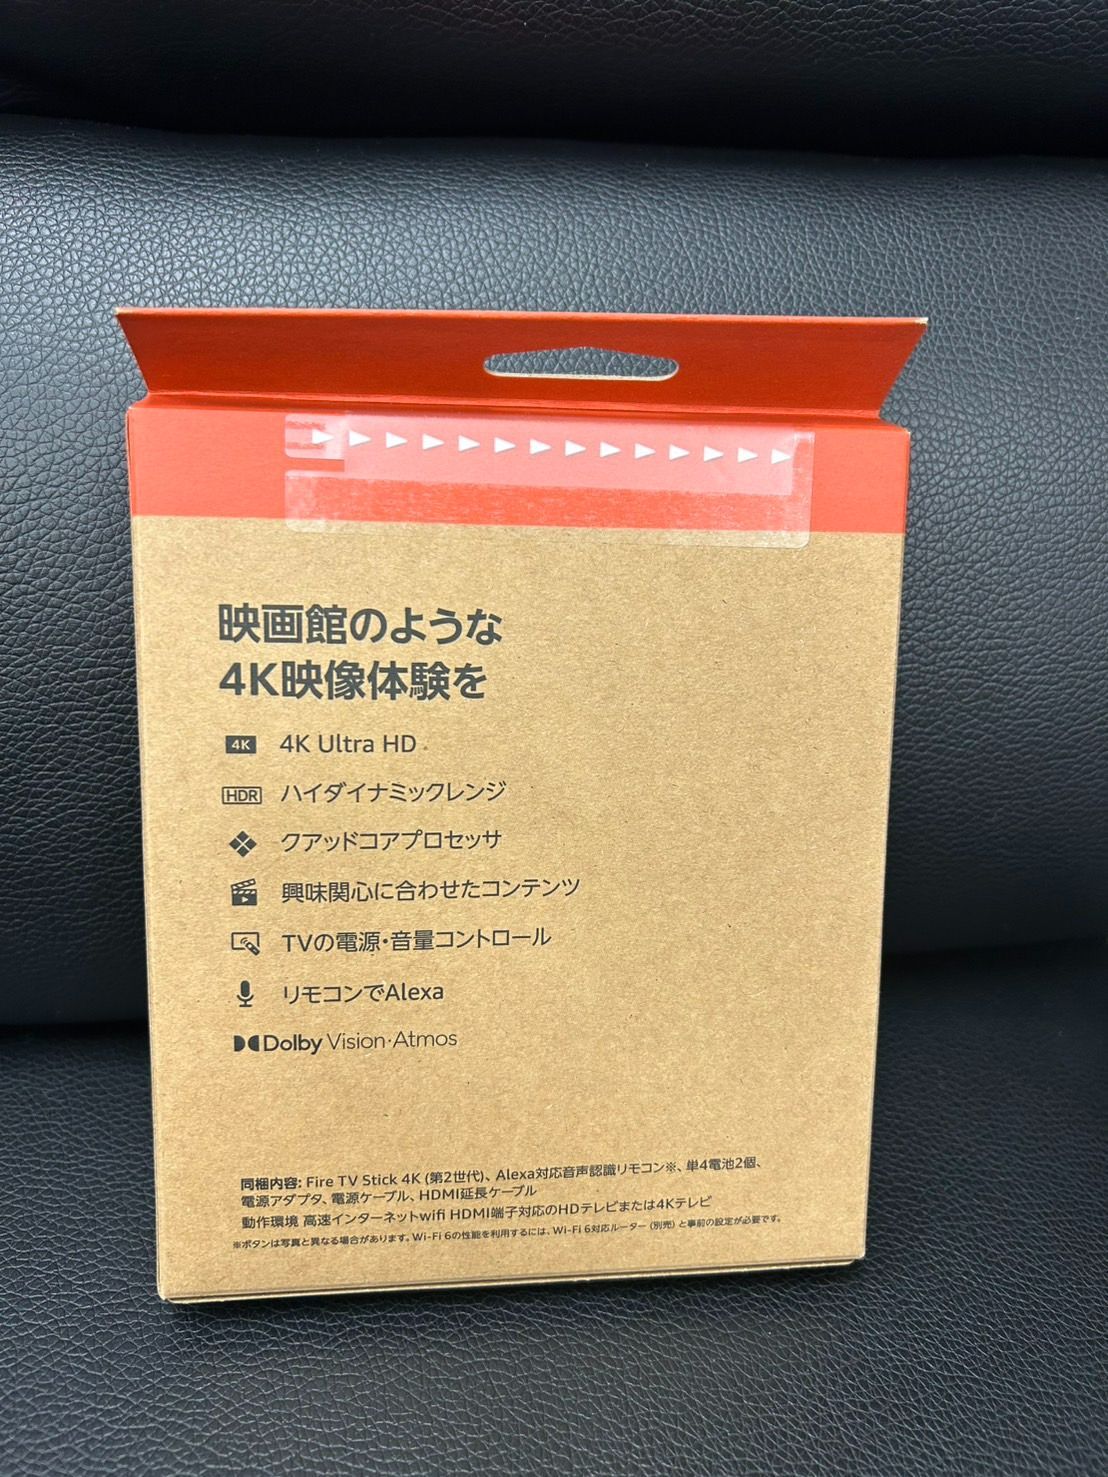 映画館のような
4K映像体験を
4K 4K Ultra HD
HDR ハイダイナミックレンジ
クアッドコアプロセッサ
興味関心に合わせたコンテンツ
TVの電源・音量コントロール
リモコンでAlexa
Dolby Vision·Atmos
同梱内容: Fire TV Stick 4K (第2世代)、Alexa対応音声認識リモコン※、単4電池2個、
電源アダプタ、電源ケーブル、HDMI延長ケーブル
動作環境 高速インターネットwifi HDMI端子対応のHDテレビまたは4Kテレビ
※ボタンは写真と異なる場合があります。Wi-Fi 6の性能を利用するには、Wi-Fi 6対応ルーター（別売）と事前の設定が必要です。